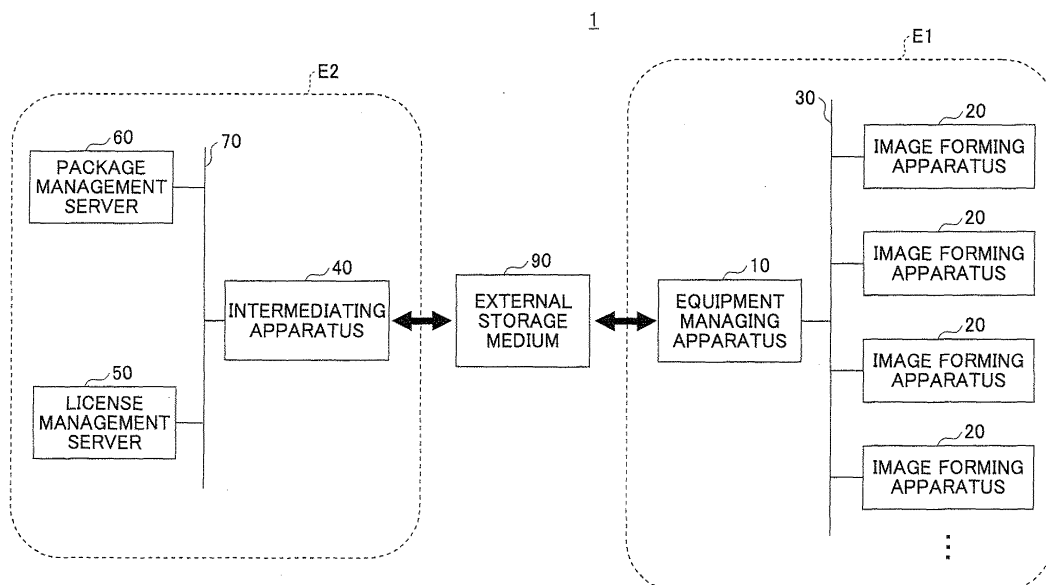 1
E2
E1
60
PACKAGE
MANAGEMENT
SERVER
70
40
INTERMEDIATING
APPARATUS
50
LICENSE
MANAGEMENT
SERVER
90
EXTERNAL
STORAGE
MEDIUM
10
EQUIPMENT
MANAGING
APPARATUS
30
20
IMAGE FORMING
APPARATUS
20
IMAGE FORMING
APPARATUS
20
IMAGE FORMING
APPARATUS
20
IMAGE FORMING
APPARATUS